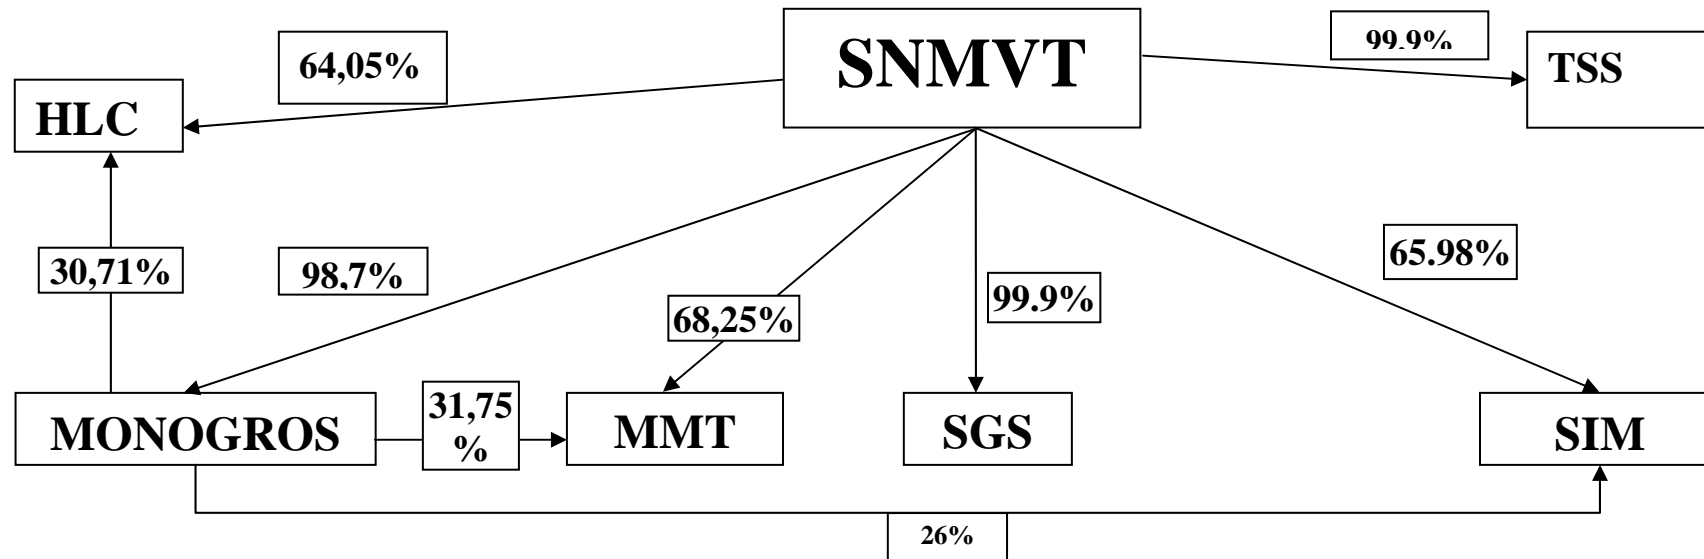 SNMVT
99.9%
TSS
64,05%
HLC
30,71%
98,7%
68,25%
99.9%
65.98%
MONOGROS
31,75
%
MMT
SGS
SIM
26%